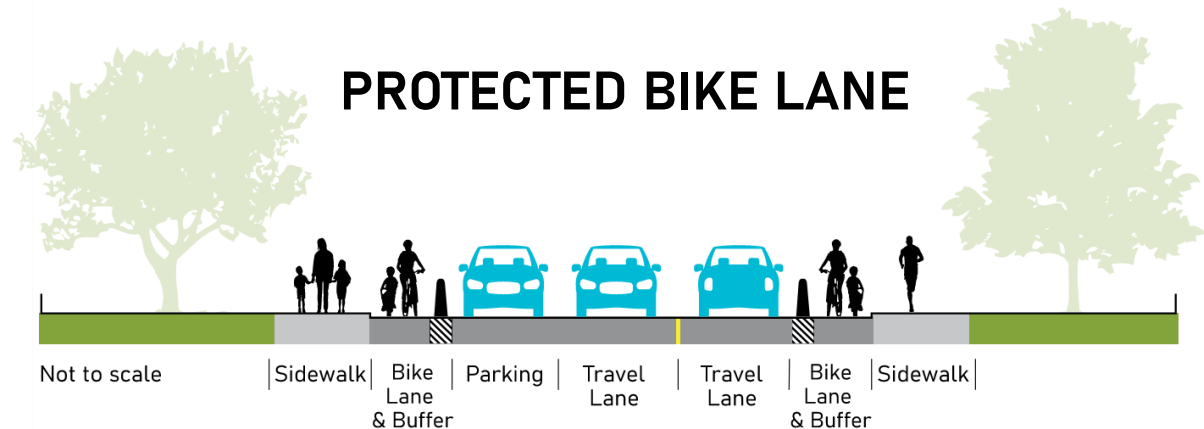 PROTECTED BIKE LANE
Not to scale
Sidewalk
Bike
Lane
& Buffer
Parking
Travel
Lane
Travel
Lane
Bike
Lane
& Buffer
Sidewalk